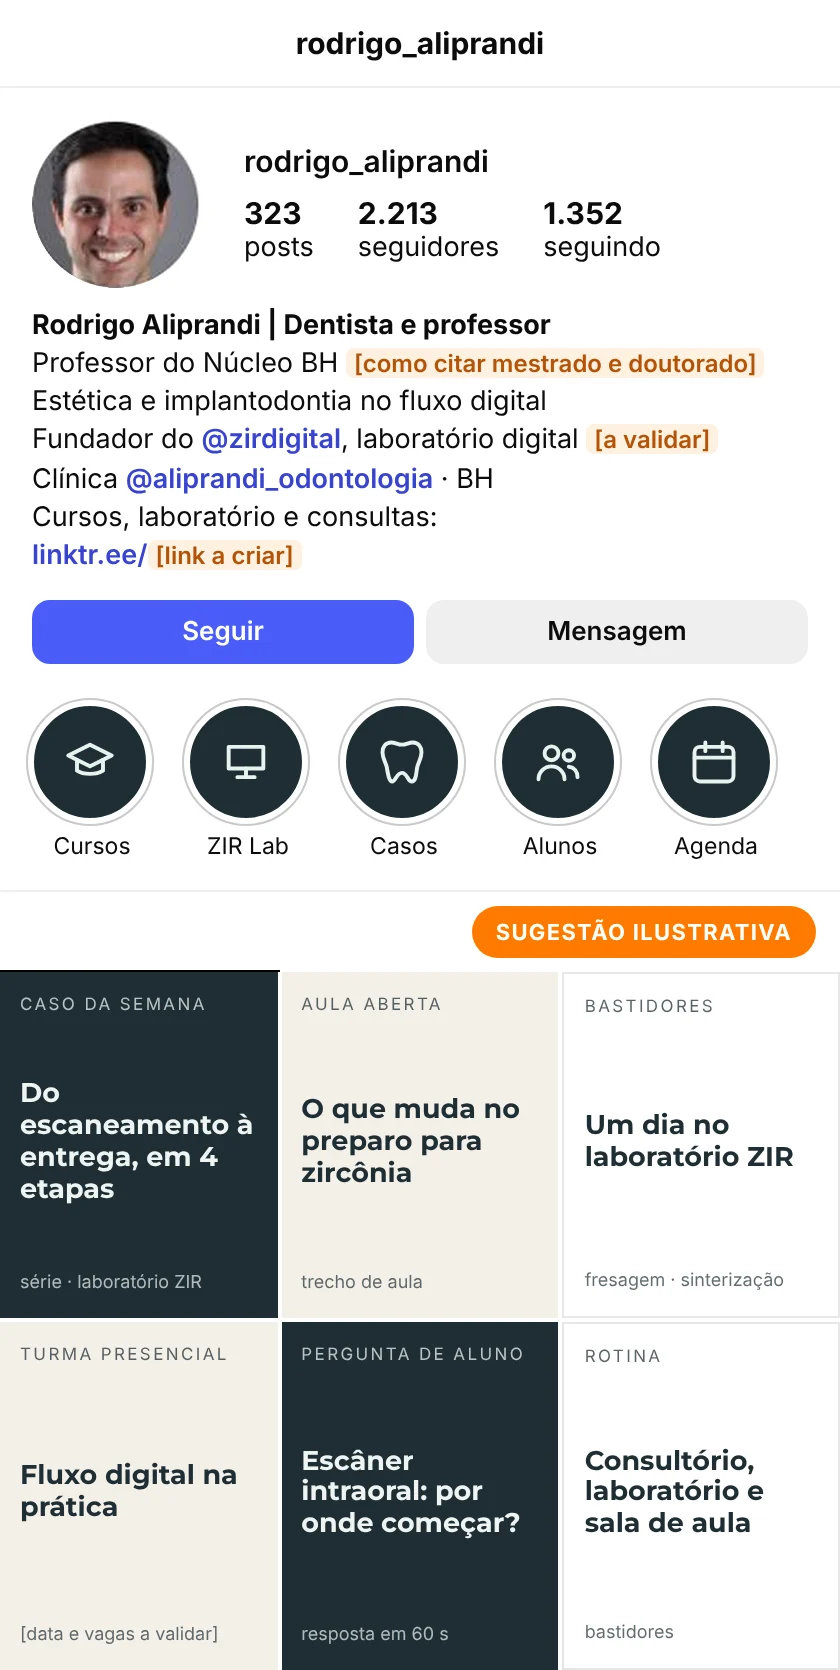 rodrigo_aliprandi
rodrigo_aliprandi
323 2.213 1.352
posts seguidores seguindo
Rodrigo Aliprandi | Dentista e professor
Professor do Núcleo BH [como citar mestrado e doutorado]
Estética e implantodontia no fluxo digital
Fundador do @zirdigital, laboratório digital [a validar]
Clínica @aliprandi_odontologia · BH
Cursos, laboratório e consultas:
linktr.ee/ [link a criar]
Seguir Mensagem
Cursos ZIR Lab Casos Alunos Agenda
SUGESTÃO ILUSTRATIVA
CASO DA SEMANA
Do
escaneamento à
entrega, em 4
etapas
série · laboratório ZIR
AULA ABERTA
O que muda no
preparo para
zircônia
trecho de aula
BASTIDORES
Um dia no
laboratório ZIR
fresagem · sinterização
TURMA PRESENCIAL
Fluxo digital na
prática
[data e vagas a validar]
PERGUNTA DE ALUNO
Escâner
intraoral: por
onde começar?
resposta em 60 s
ROTINA
Consultório,
laboratório e
sala de aula
bastidores